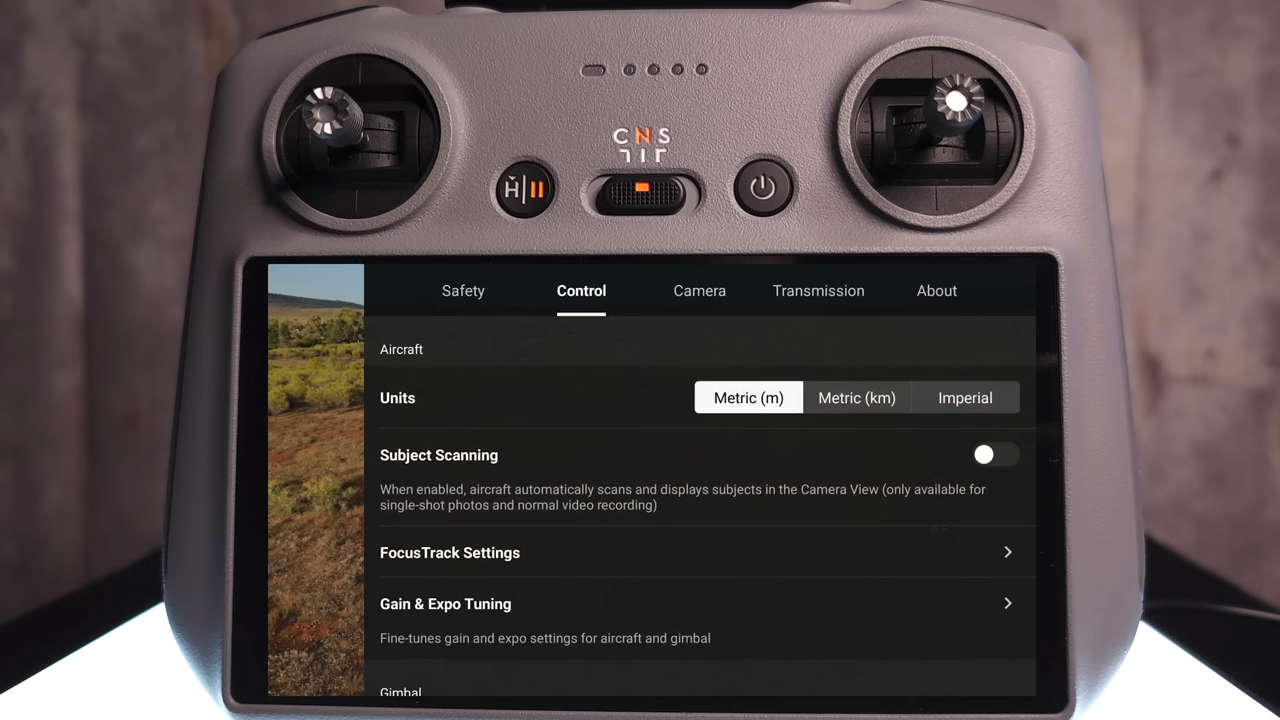 C N S
H
Safety Control Camera Transmission About
Aircraft
Units Metric (m) Metric (km) Imperial
Subject Scanning
When enabled, aircraft automatically scans and displays subjects in the Camera View (only available for
single-shot photos and normal video recording)
FocusTrack Settings
Gain & Expo Tuning
Fine-tunes gain and expo settings for aircraft and gimbal
Gimbal